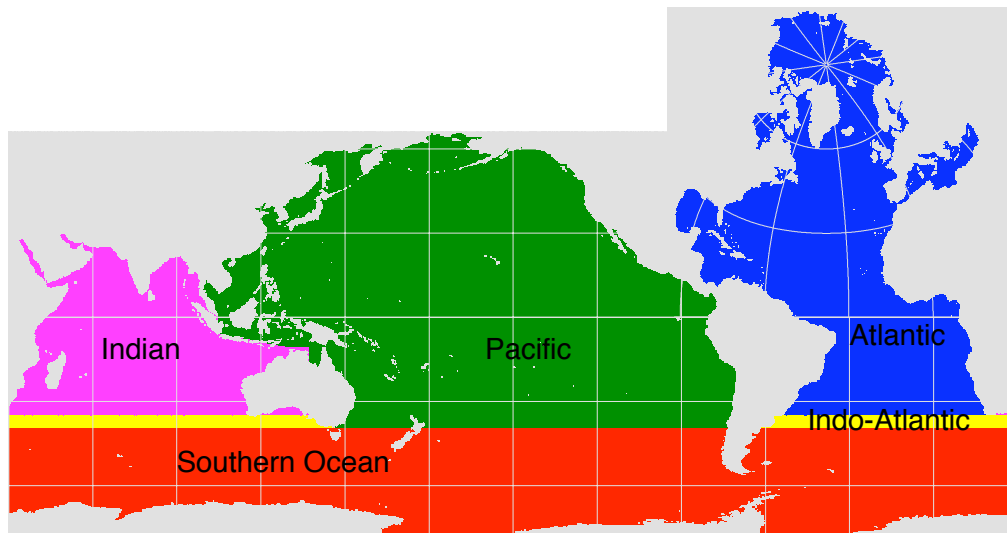 Indian
Pacific
Atlantic
Indo-Atlantic
Southern Ocean